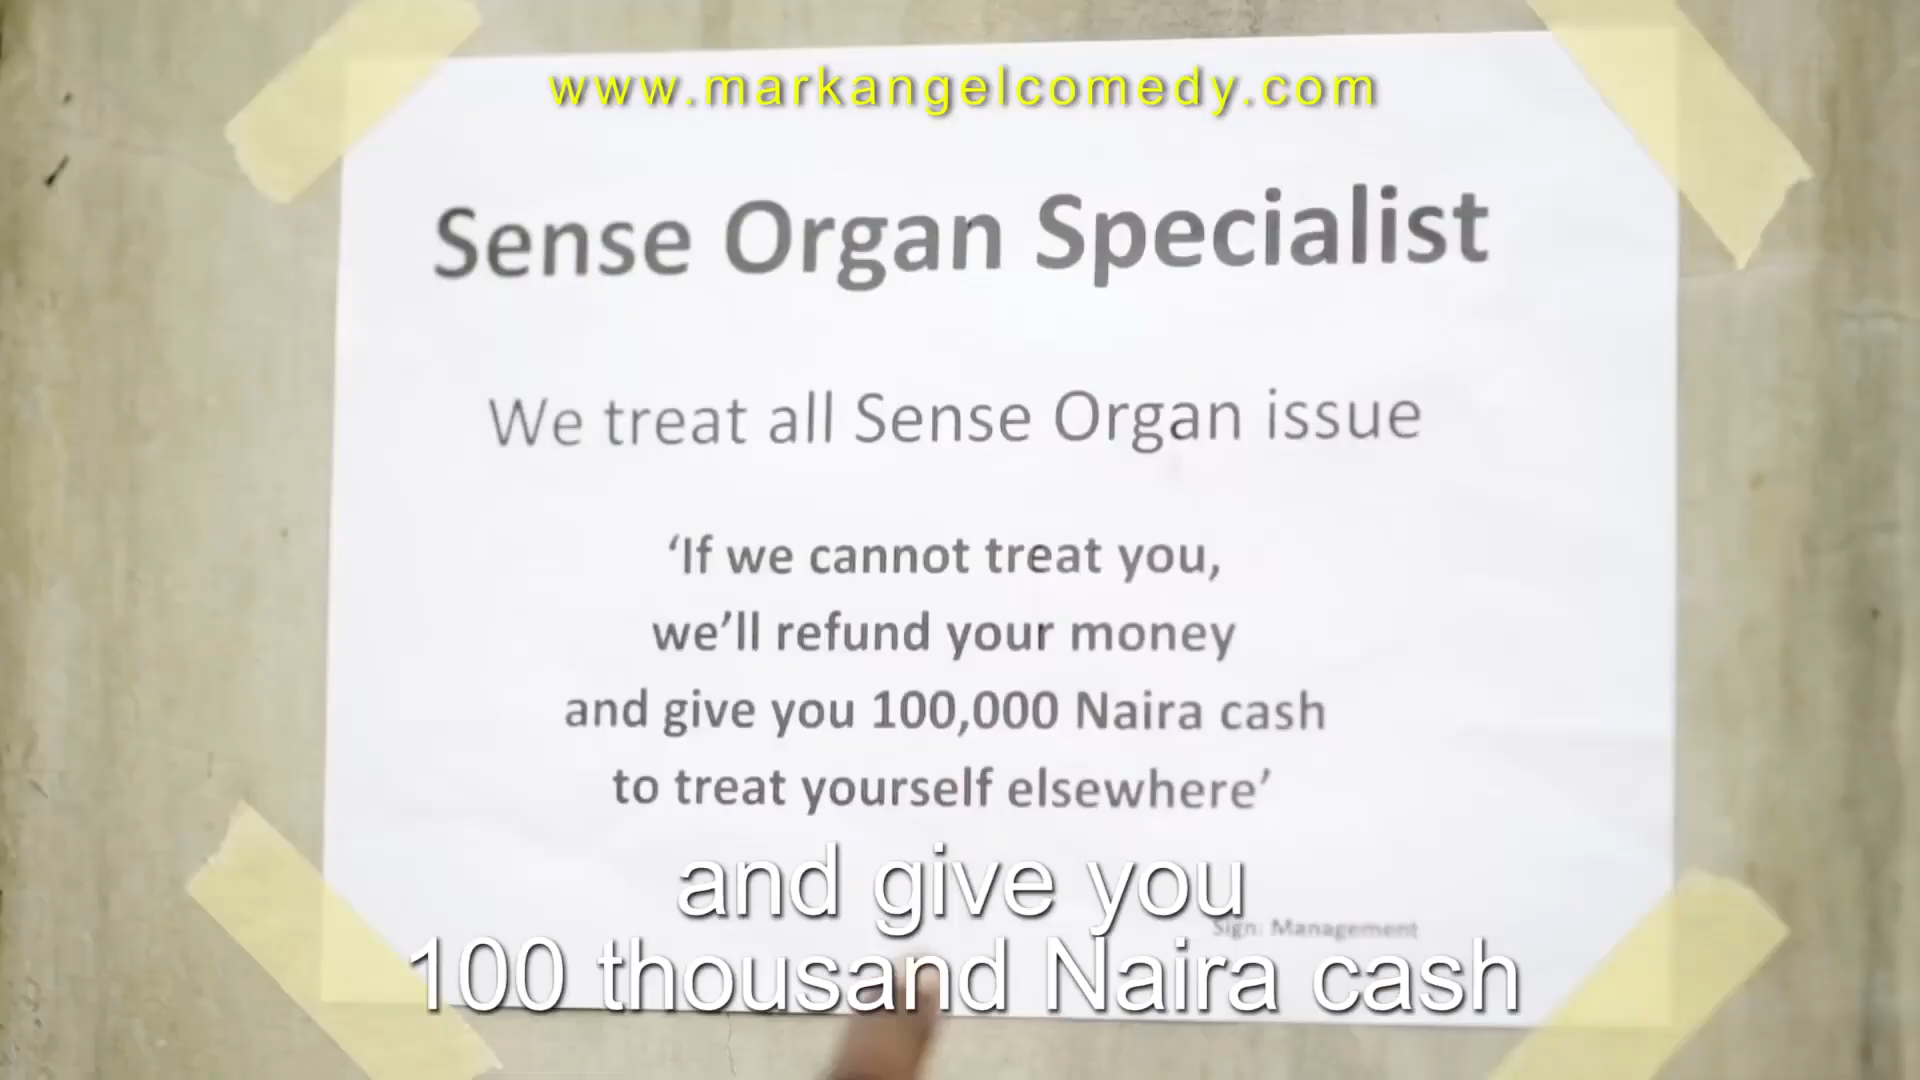 www.markangelcomedy.com
Sense Organ Specialist
We treat all Sense Organ issue
‘If we cannot treat you,
we’ll refund your money
and give you 100,000 Naira cash
to treat yourself elsewhere’
and give you
Sign: Management
100 thousand Naira cash